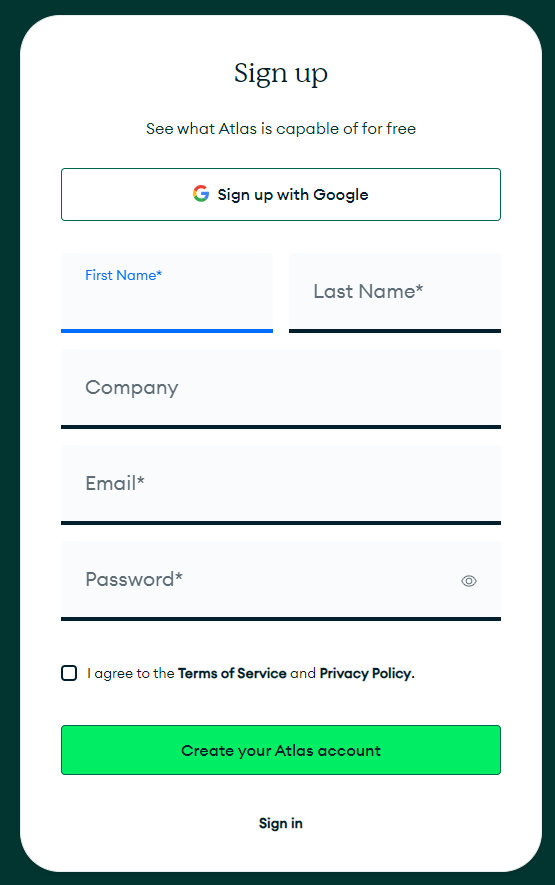 Sign up
See what Atlas is capable of for free
Sign up with Google
First Name*
Last Name*
Company
Email*
Password*
I agree to the Terms of Service and Privacy Policy.
Create your Atlas account
Sign in